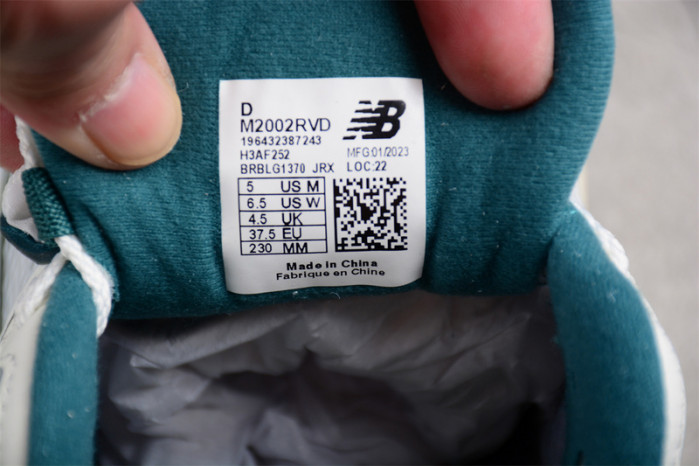 D
M2002RVD
NB
196432387243
H3AF252
MFG:01/2023
BRBLG1370 JRX LOC:22
5 US M
6.5 US W
4.5 UK
37.5 EU
230 MM
Made in China
Fabrique en Chine